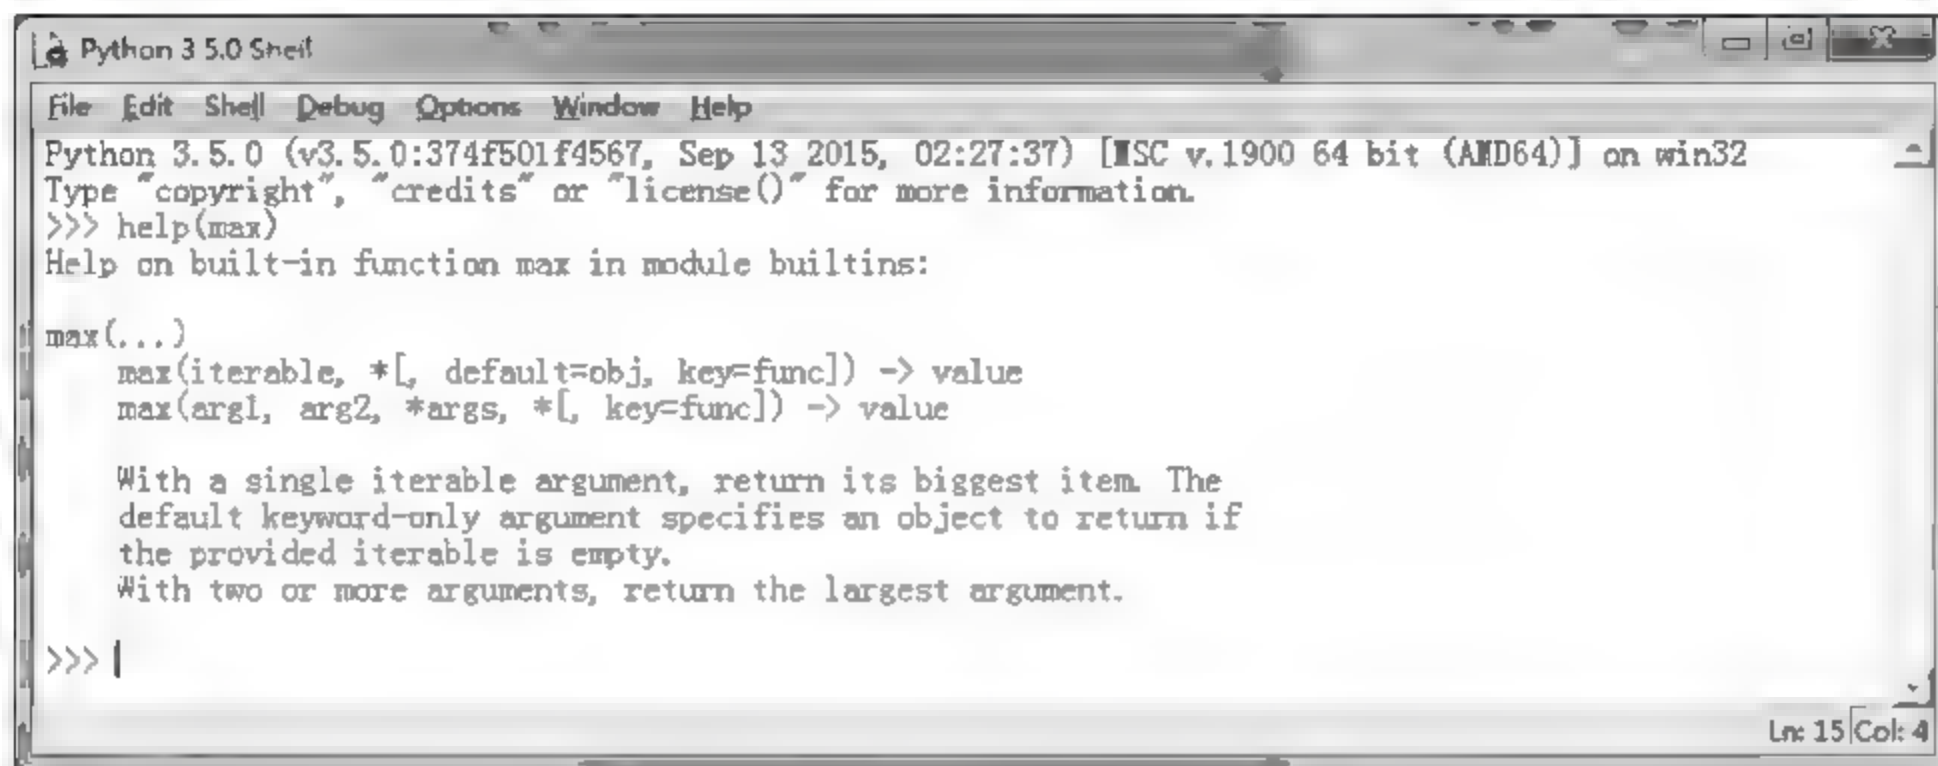 Python 3 5.0 Shell
File Edit Shell Debug Options Window Help
Python 3.5.0 (v3.5.0:374f501f4567, Sep 13 2015, 02:27:37) [MSC v.1900 64 bit (AMD64)] on win32
Type "copyright", "credits" or "license()" for more information.
>>> help(max)
Help on built-in function max in module builtins:
max(...)
max(iterable, *[, default=obj, key=func]) -> value
max(arg1, arg2, *args, *[, key=func]) -> value
With a single iterable argument, return its biggest item. The
default keyword-only argument specifies an object to return if
the provided iterable is empty.
With two or more arguments, return the largest argument.
>>>
Ln: 15 Col: 4